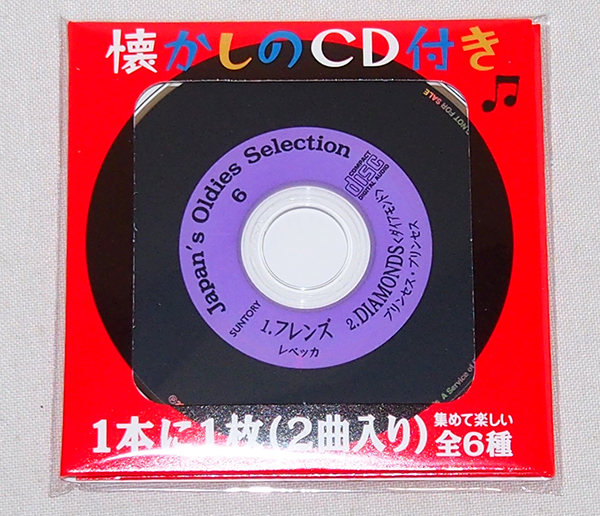 懐かしのCD付き
NOT FOR SALE
Japan's Oldies Selection
6
COMPACT
disc
DIGITAL AUDIO
SUNTORY
1.フレンズ
レベッカ
2.DIAMONDS<ダイアモンド>
プリンセス・プリンセス
A Service of
1本に1枚(2曲入り)
集めて楽しい
全6種